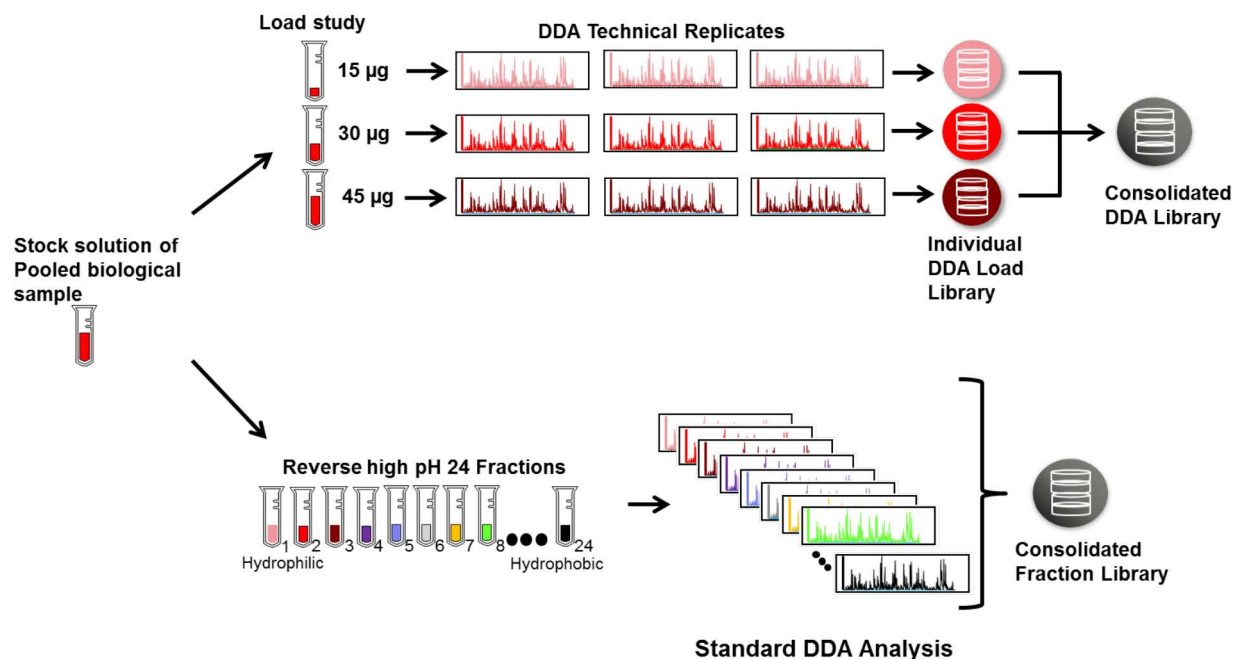 Load study
DDA Technical Replicates
15 µg
30 µg
45 µg
Consolidated
DDA Library
Individual
DDA Load
Library
Stock solution of
Pooled biological
sample
Reverse high pH 24 Fractions
1 2 3 4 5 6 7 8 24
Hydrophilic
Hydrophobic
Consolidated
Fraction Library
Standard DDA Analysis